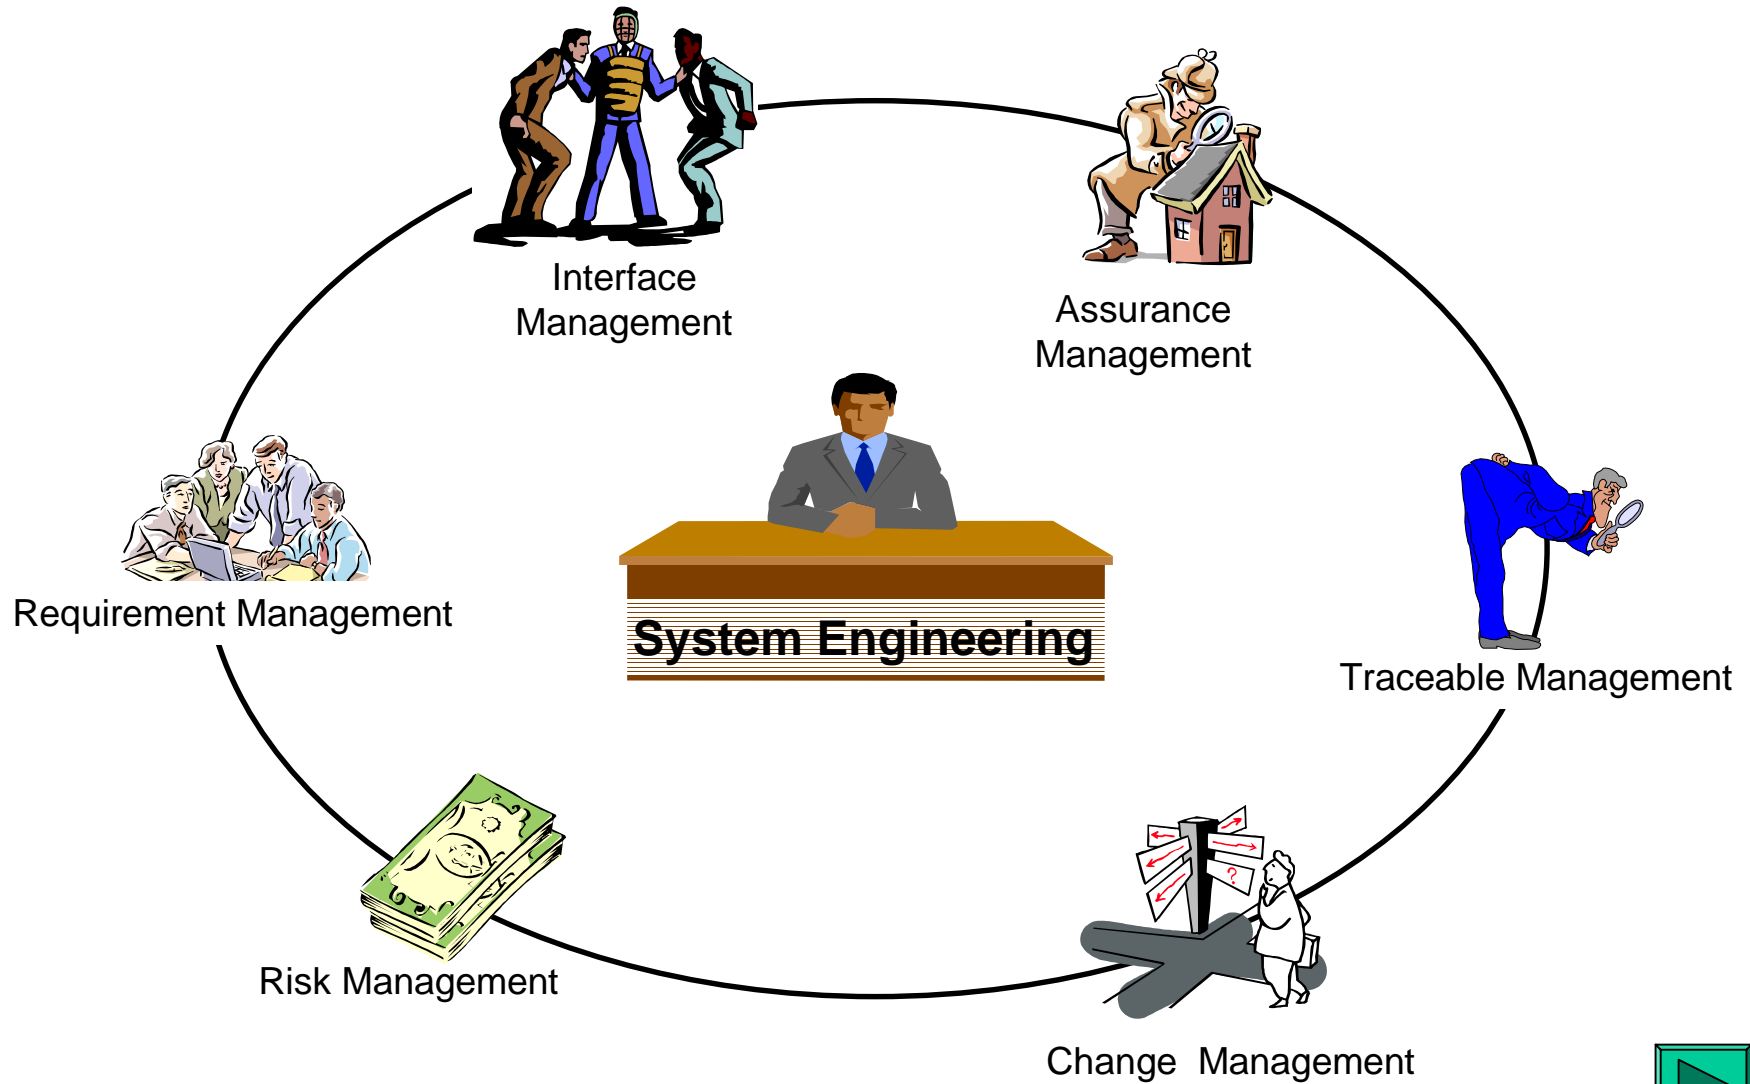 Interface
Management
Assurance
Management
Requirement Management
System Engineering
Traceable Management
?
Risk Management
Change  Management